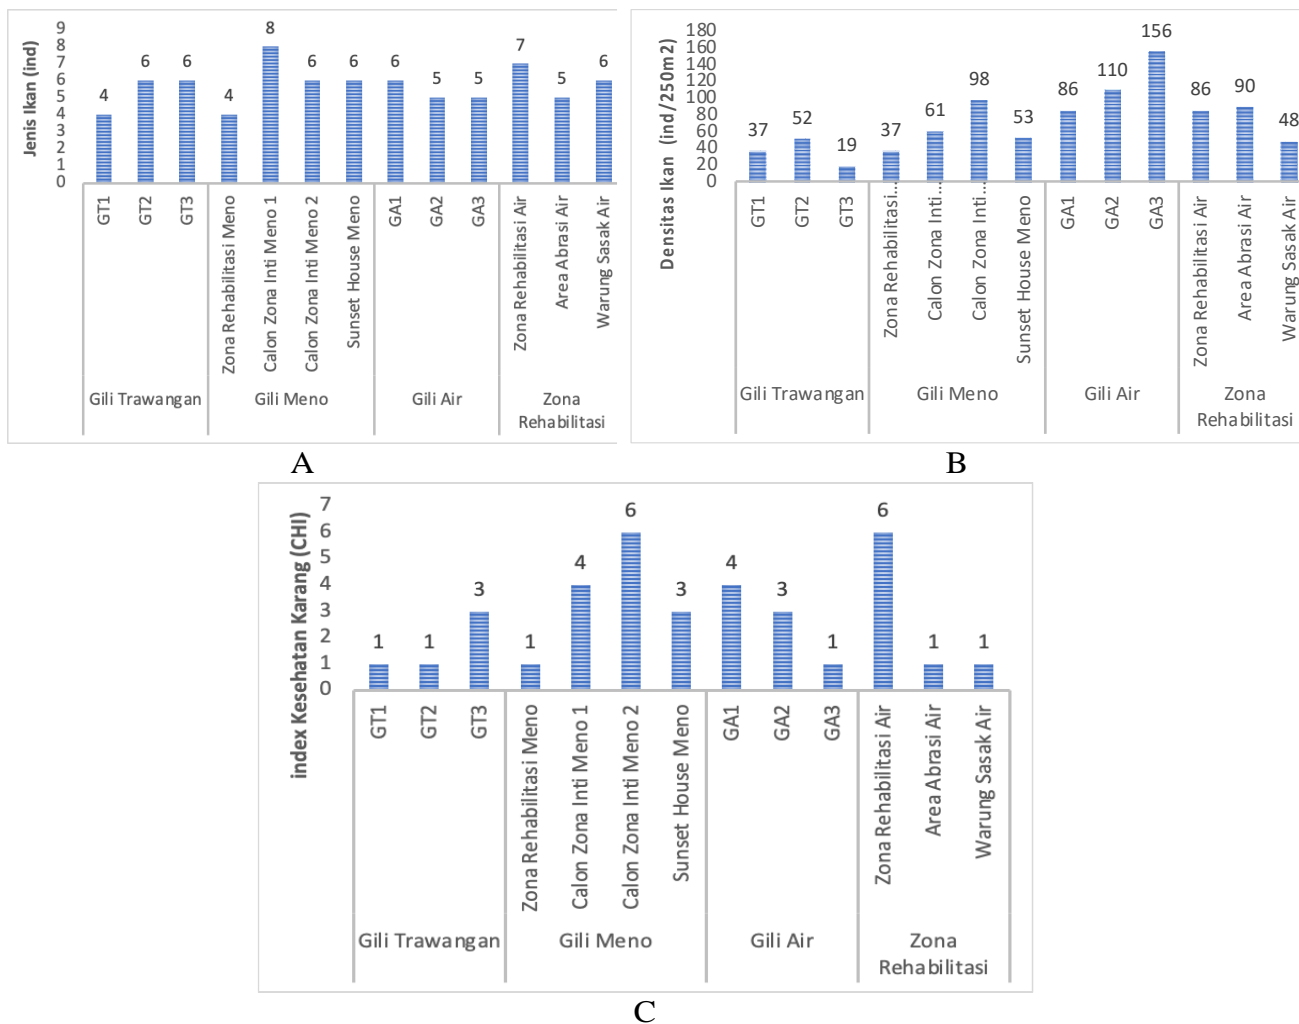 Jenis Ikan (ind)
9
8
7
6
5
4
3
2
1
0
4
6
6
4
8
6
6
6
5
5
7
5
6
GT1
GT2
GT3
Zona Rehabilitasi Meno
Calon Zona Inti Meno 1
Calon Zona Inti Meno 2
Sunset House Meno
GA1
GA2
GA3
Zona Rehabilitasi Air
Area Abrasi Air
Warung Sasak Air
Gili Trawangan
Gili Meno
Gili Air
Zona
Rehabilitasi
A
Densitas Ikan (ind/250m2)
180
160
140
120
100
80
60
40
20
0
37
52
19
37
61
98
53
86
110
156
86
90
48
GT1
GT2
GT3
Zona Rehabilitasi...
Calon Zona Inti...
Calon Zona Inti...
Sunset House Meno
GA1
GA2
GA3
Zona Rehabilitasi Air
Area Abrasi Air
Warung Sasak Air
Gili Trawangan
Gili Meno
Gili Air
Zona
Rehabilitasi
B
index Kesehatan Karang (CHI)
7
6
5
4
3
2
1
0
1
1
3
1
4
6
3
4
3
1
6
1
1
GT1
GT2
GT3
Zona Rehabilitasi Meno
Calon Zona Inti Meno 1
Calon Zona Inti Meno 2
Sunset House Meno
GA1
GA2
GA3
Zona Rehabilitasi Air
Area Abrasi Air
Warung Sasak Air
Gili Trawangan
Gili Meno
Gili Air
Zona
Rehabilitasi
C